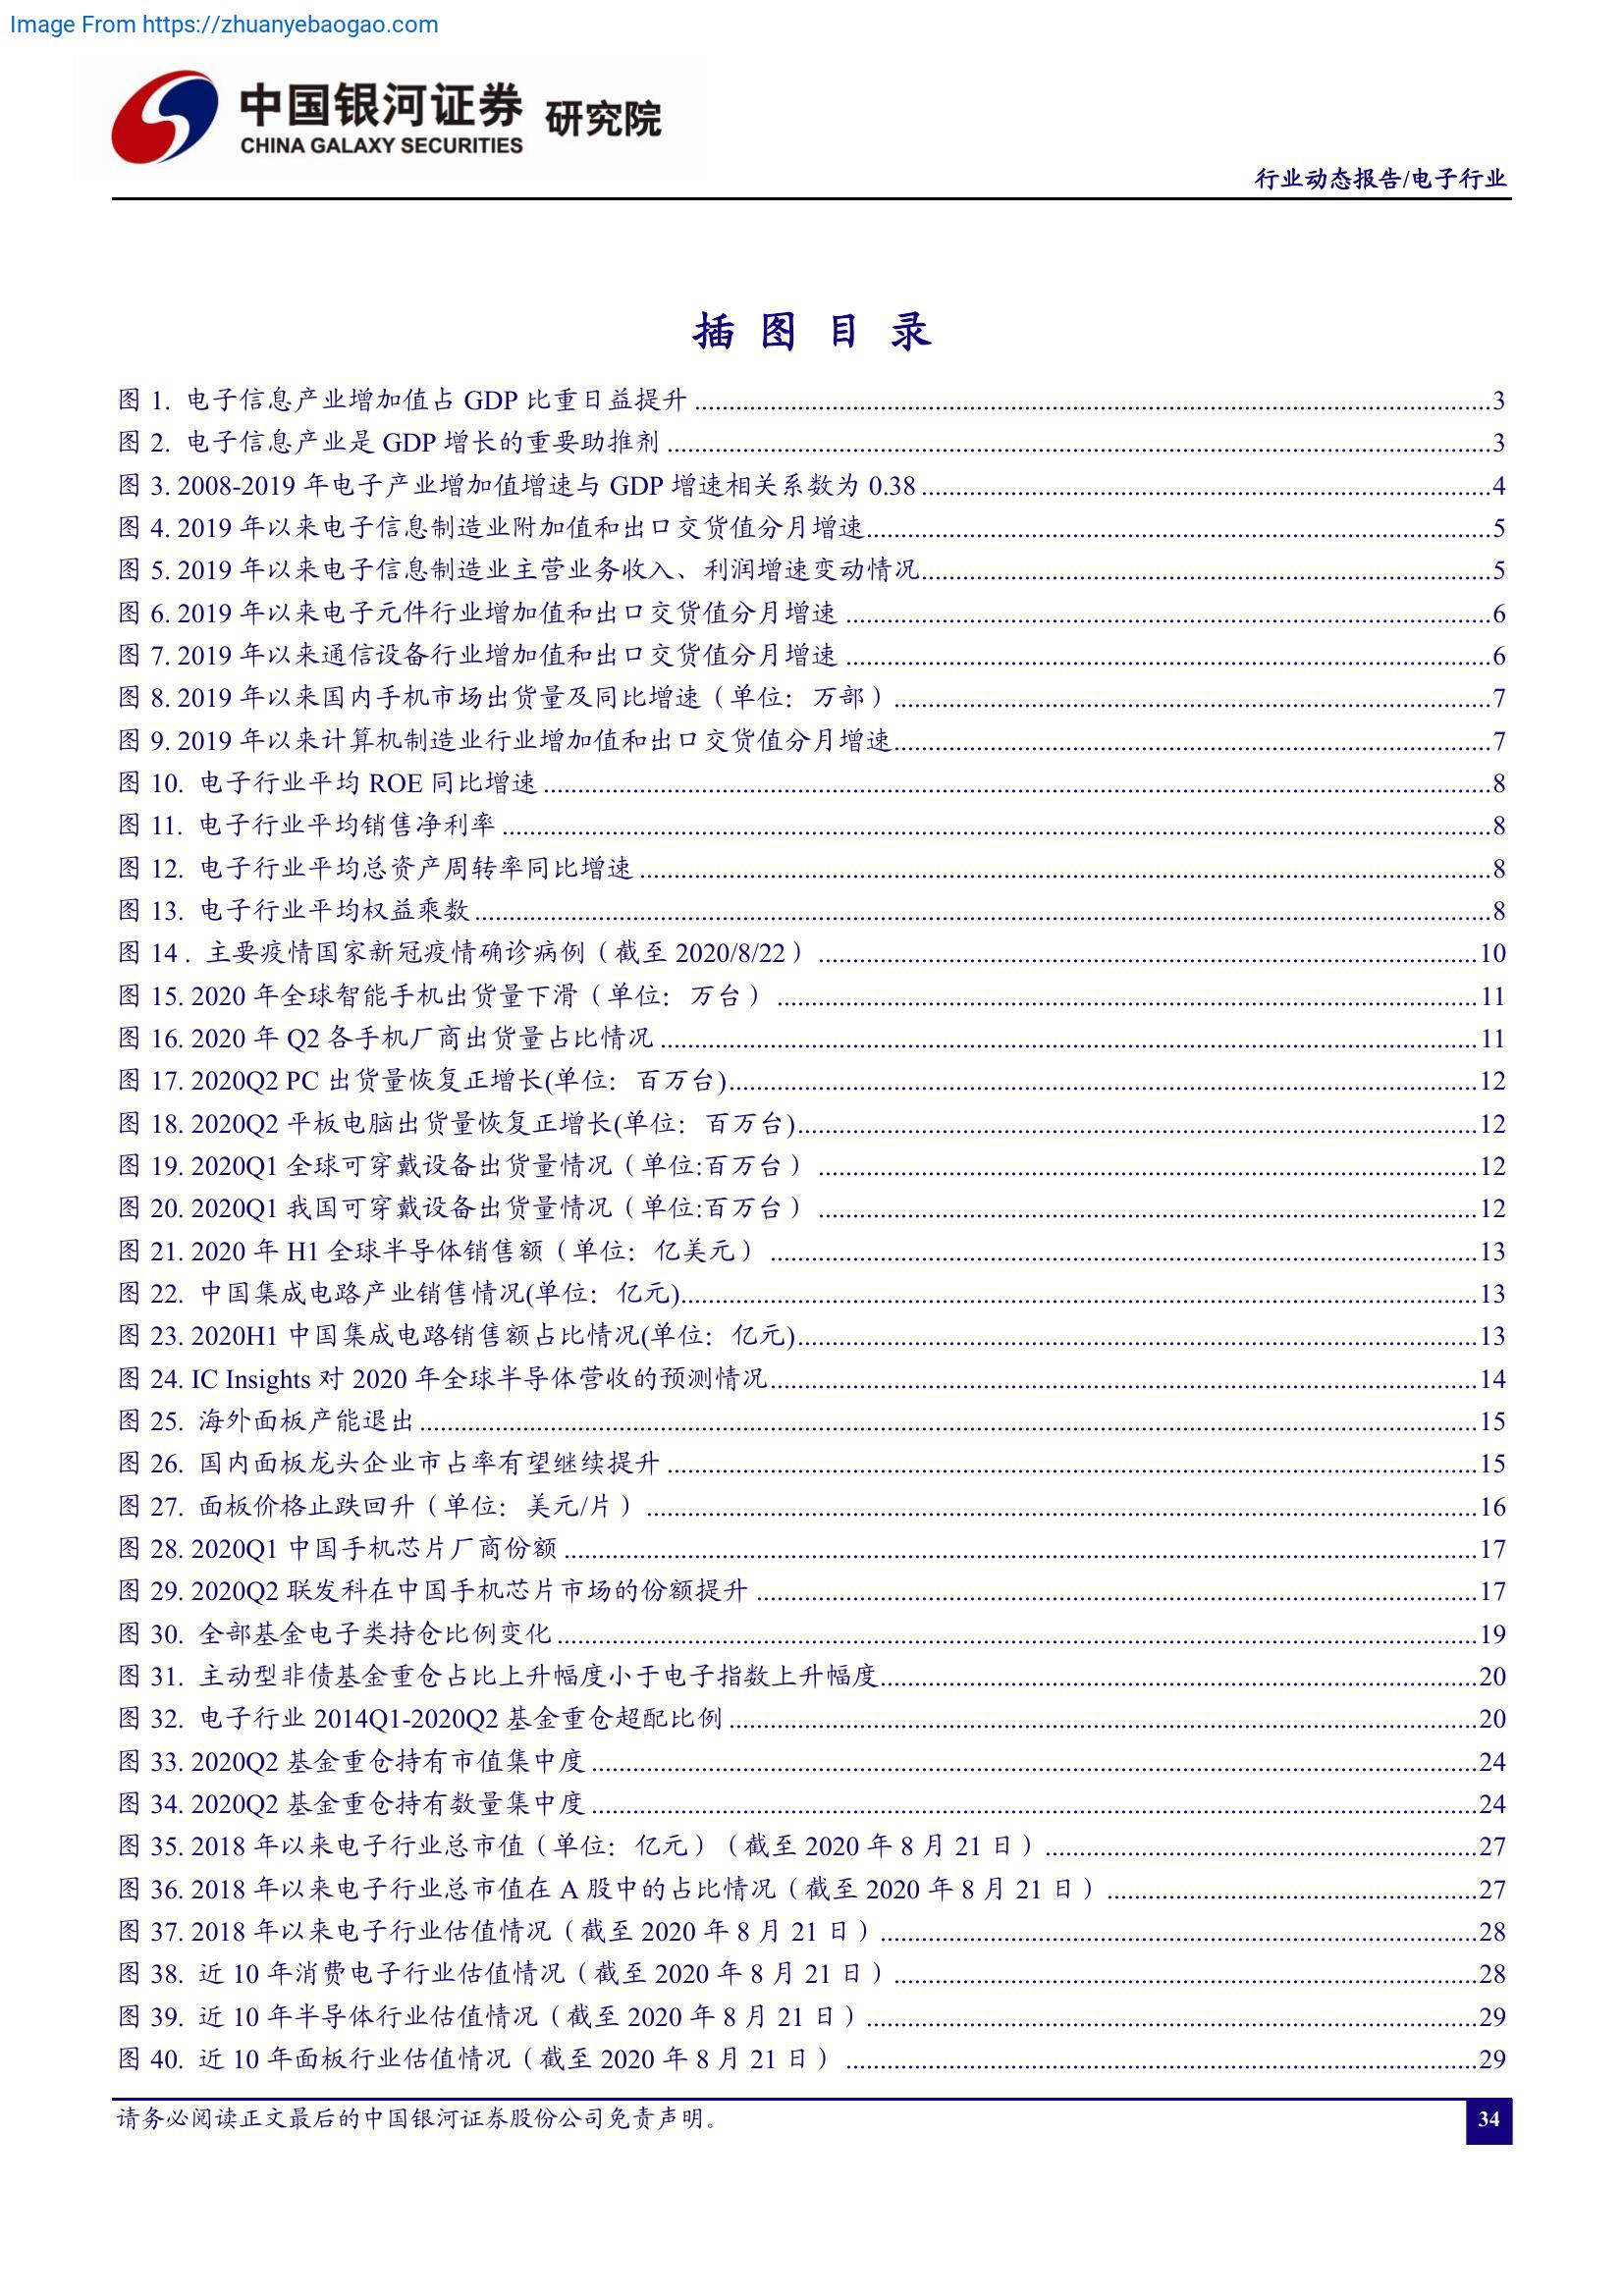 Image From https://zhuanyebaogao.com
中国银河证券 研究院
CHINA GALAXY SECURITIES
行业动态报告/电子行业
插 图 目 录
图 1. 电子信息产业增加值占 GDP 比重日益提升 ........ 3
图 2. 电子信息产业是 GDP 增长的重要助推剂 ........ 3
图 3. 2008-2019 年电子产业增加值增速与 GDP 增速相关系数为 0.38 ........ 4
图 4. 2019 年以来电子信息制造业附加值和出口交货值分月增速 ........ 5
图 5. 2019 年以来电子信息制造业主营业务收入、利润增速变动情况 ........ 5
图 6. 2019 年以来电子元件行业增加值和出口交货值分月增速 ........ 6
图 7. 2019 年以来通信设备行业增加值和出口交货值分月增速 ........ 6
图 8. 2019 年以来国内手机市场出货量及同比增速（单位：万部） ........ 7
图 9. 2019 年以来计算机制造业行业增加值和出口交货值分月增速 ........ 7
图 10. 电子行业平均 ROE 同比增速 ........ 8
图 11. 电子行业平均销售净利率 ........ 8
图 12. 电子行业平均总资产周转率同比增速 ........ 8
图 13. 电子行业平均权益乘数 ........ 8
图 14 . 主要疫情国家新冠疫情确诊病例（截至 2020/8/22） ........ 10
图 15. 2020 年全球智能手机出货量下滑（单位：万台） ........ 11
图 16. 2020 年 Q2 各手机厂商出货量占比情况 ........ 11
图 17. 2020Q2 PC 出货量恢复正增长(单位：百万台) ........ 12
图 18. 2020Q2 平板电脑出货量恢复正增长(单位：百万台) ........ 12
图 19. 2020Q1 全球可穿戴设备出货量情况（单位:百万台） ........ 12
图 20. 2020Q1 我国可穿戴设备出货量情况（单位:百万台） ........ 12
图 21. 2020 年 H1 全球半导体销售额（单位：亿美元） ........ 13
图 22. 中国集成电路产业销售情况(单位：亿元) ........ 13
图 23. 2020H1 中国集成电路销售额占比情况(单位：亿元) ........ 13
图 24. IC Insights 对 2020 年全球半导体营收的预测情况 ........ 14
图 25. 海外面板产能退出 ........ 15
图 26. 国内面板龙头企业市占率有望继续提升 ........ 15
图 27. 面板价格止跌回升（单位：美元/片） ........ 16
图 28. 2020Q1 中国手机芯片厂商份额 ........ 17
图 29. 2020Q2 联发科在中国手机芯片市场的份额提升 ........ 17
图 30. 全部基金电子类持仓比例变化 ........ 19
图 31. 主动型非债基金重仓占比上升幅度小于电子指数上升幅度 ........ 20
图 32. 电子行业 2014Q1-2020Q2 基金重仓超配比例 ........ 20
图 33. 2020Q2 基金重仓持有市值集中度 ........ 24
图 34. 2020Q2 基金重仓持有数量集中度 ........ 24
图 35. 2018 年以来电子行业总市值（单位：亿元）（截至 2020 年 8 月 21 日） ........ 27
图 36. 2018 年以来电子行业总市值在 A 股中的占比情况（截至 2020 年 8 月 21 日） ........ 27
图 37. 2018 年以来电子行业估值情况（截至 2020 年 8 月 21 日） ........ 28
图 38. 近 10 年消费电子行业估值情况（截至 2020 年 8 月 21 日） ........ 28
图 39. 近 10 年半导体行业估值情况（截至 2020 年 8 月 21 日） ........ 29
图 40. 近 10 年面板行业估值情况（截至 2020 年 8 月 21 日） ........ 29
请务必阅读正文最后的中国银河证券股份公司免责声明。
34